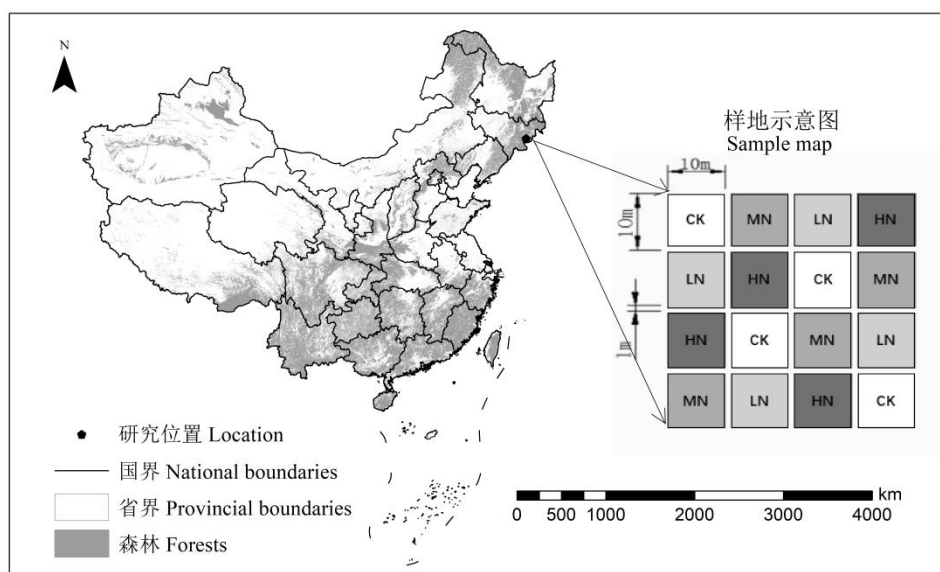 N
样地示意图
Sample map
10m
10m
CK MN LN HN
LN HN CK MN
1m
HN CK MN LN
MN LN HN CK
研究位置 Location
国界 National boundaries
省界 Provincial boundaries
森林 Forests
km
0 500 1000 2000 3000 4000